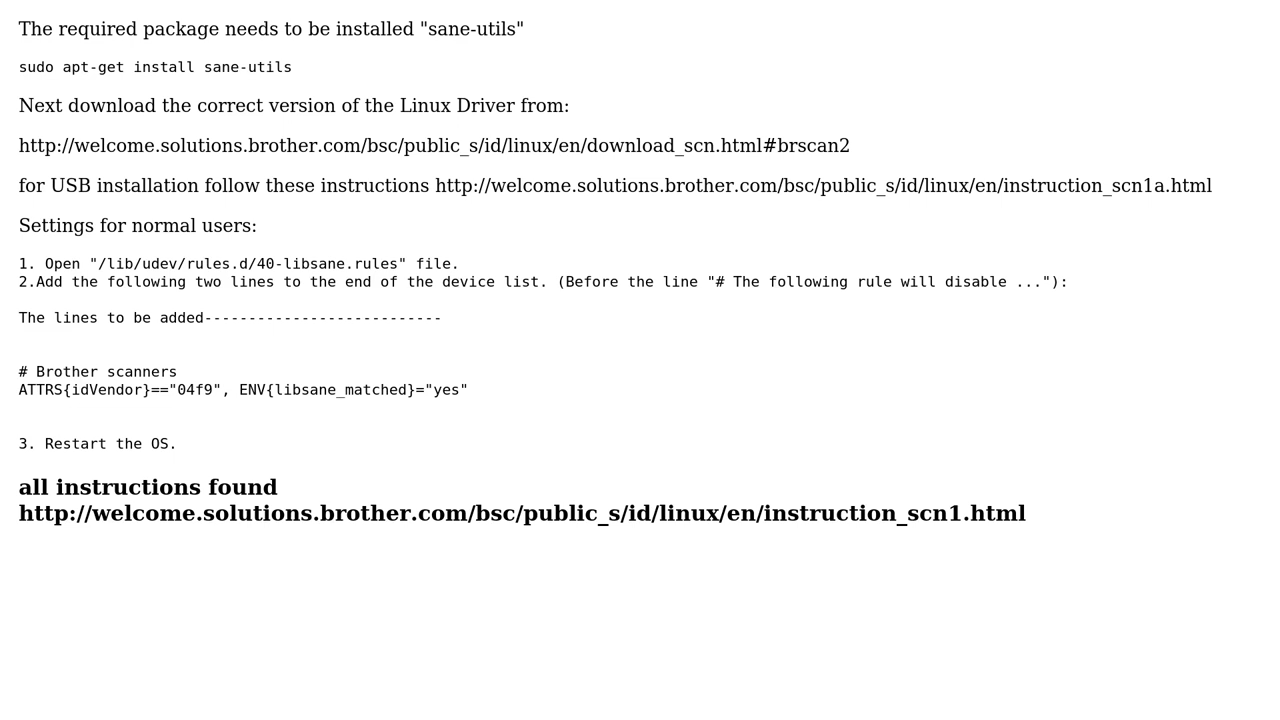 The required package needs to be installed "sane-utils"
sudo apt-get install sane-utils
Next download the correct version of the Linux Driver from:
http://welcome.solutions.brother.com/bsc/public_s/id/linux/en/download_scn.html#brscan2
for USB installation follow these instructions http://welcome.solutions.brother.com/bsc/public_s/id/linux/en/instruction_scn1a.html
Settings for normal users:
1. Open "/lib/udev/rules.d/40-libsane.rules" file.
2.Add the following two lines to the end of the device list. (Before the line "# The following rule will disable ..."):
The lines to be added---------------------------
# Brother scanners
ATTRS{idVendor}=="04f9", ENV{libsane_matched}="yes"
3. Restart the OS.
all instructions found
http://welcome.solutions.brother.com/bsc/public_s/id/linux/en/instruction_scn1.html